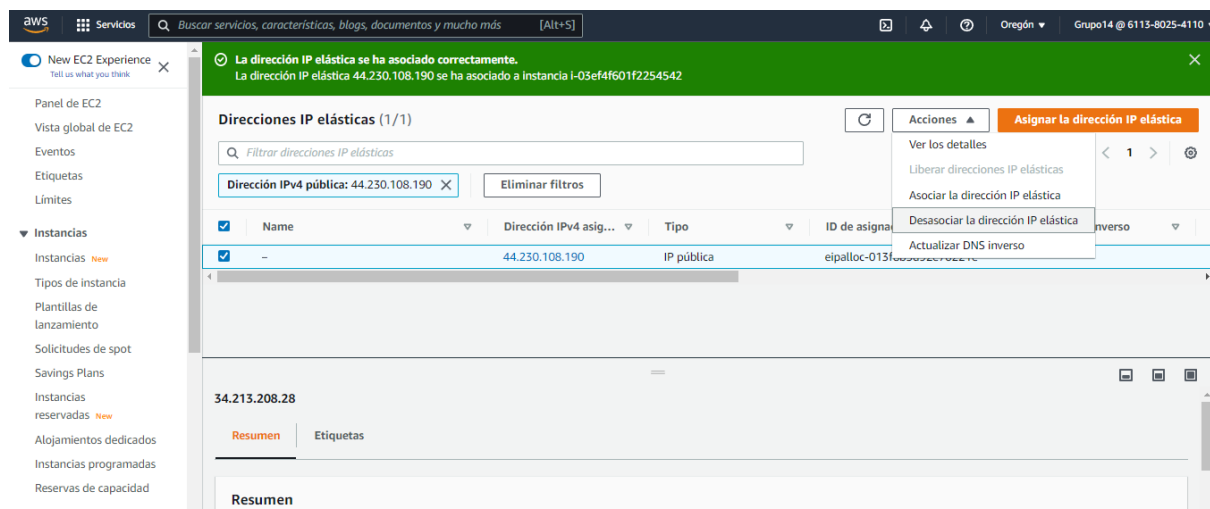 aws
Servicios
Buscar servicios, características, blogs, documentos y mucho más [Alt+S]
Oregón
Grupo14 @ 6113-8025-4110
New EC2 Experience
Tell us what you think
Panel de EC2
Vista global de EC2
Eventos
Etiquetas
Límites
Instancias
Instancias New
Tipos de instancia
Plantillas de
lanzamiento
Solicitudes de spot
Savings Plans
Instancias
reservadas New
Alojamientos dedicados
Instancias programadas
Reservas de capacidad
La dirección IP elástica se ha asociado correctamente.
La dirección IP elástica 44.230.108.190 se ha asociado a instancia i-03ef4f601f2254542
Direcciones IP elásticas (1/1)
Acciones
Asignar la dirección IP elástica
Filtrar direcciones IP elásticas
1
Dirección IPv4 pública: 44.230.108.190
Eliminar filtros
Ver los detalles
Liberar direcciones IP elásticas
Asociar la dirección IP elástica
Desasociar la dirección IP elástica
Actualizar DNS inverso
Name
Dirección IPv4 asig...
Tipo
ID de asigna
nverso
–
44.230.108.190
IP pública
34.213.208.28
Resumen
Etiquetas
Resumen